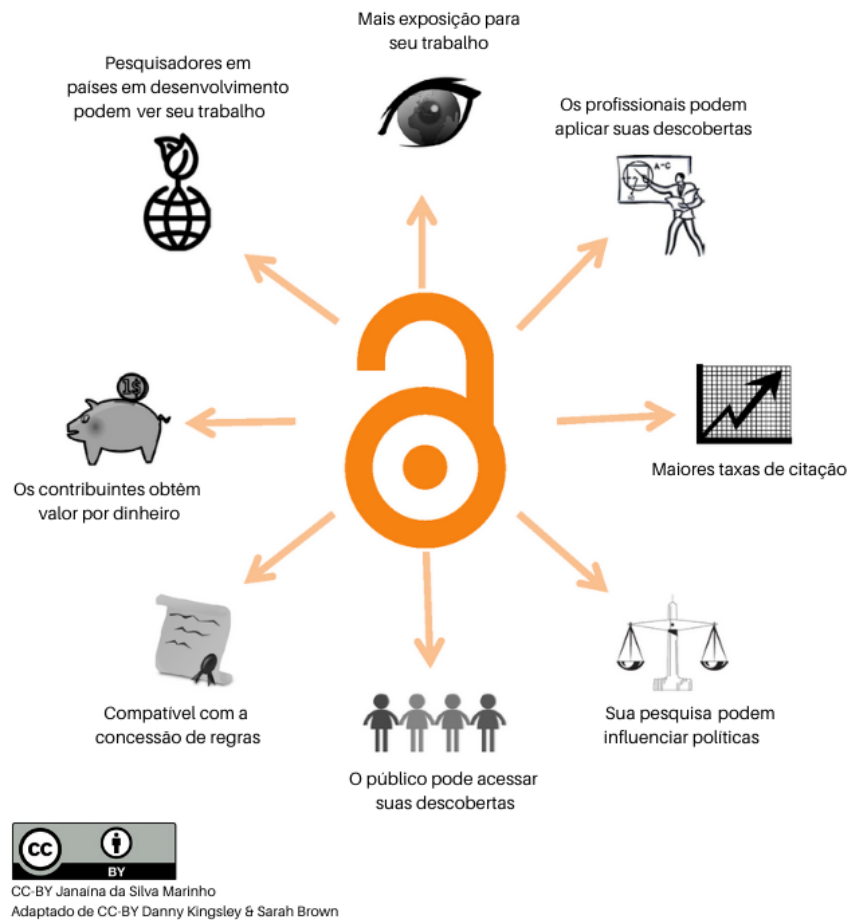 Mais exposição para
seu trabalho
Pesquisadores em
países em desenvolvimento
podem ver seu trabalho
Os profissionais podem
aplicar suas descobertas
A=C
1$
Os contribuintes obtêm
valor por dinheiro
Maiores taxas de citação
Compatível com a
concessão de regras
Sua pesquisa podem
influenciar políticas
O público pode acessar
suas descobertas
CC
BY
CC-BY Janaína da Silva Marinho
Adaptado de CC-BY Danny Kingsley & Sarah Brown